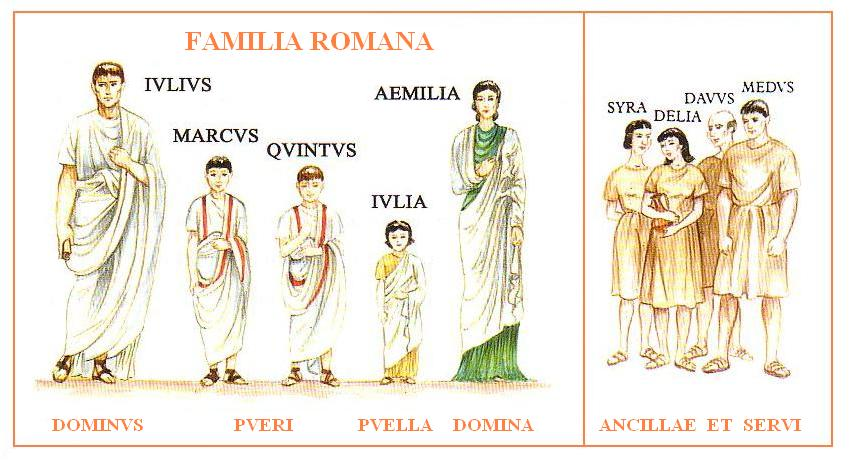 FAMILIA ROMANA
IVLIVS
MARCVS
QVINTVS
IVLIA
AEMILIA
SYRA
DELIA
DAVVS
MEDVS
DOMINVS PVERI PVELLA DOMINA
ANCILLAE ET SERVI